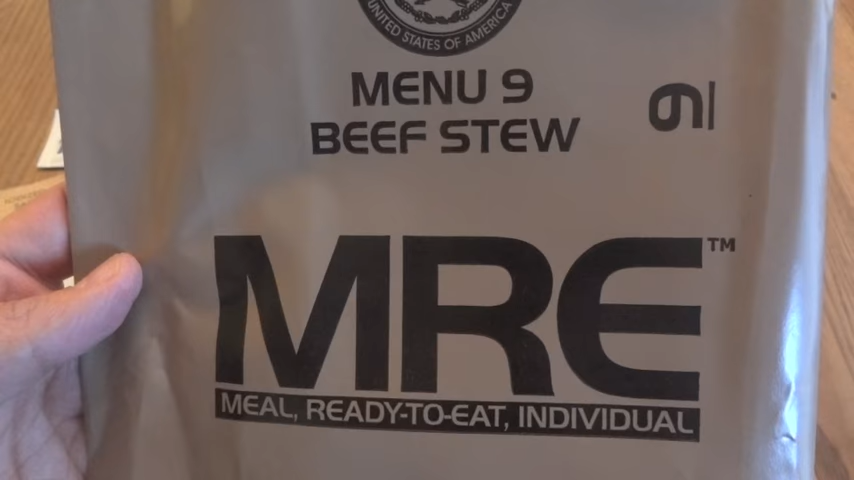 UNITED STATES OF AMERICA
MENU 9
BEEF STEW
9
MRE™
MEAL, READY-TO-EAT, INDIVIDUAL